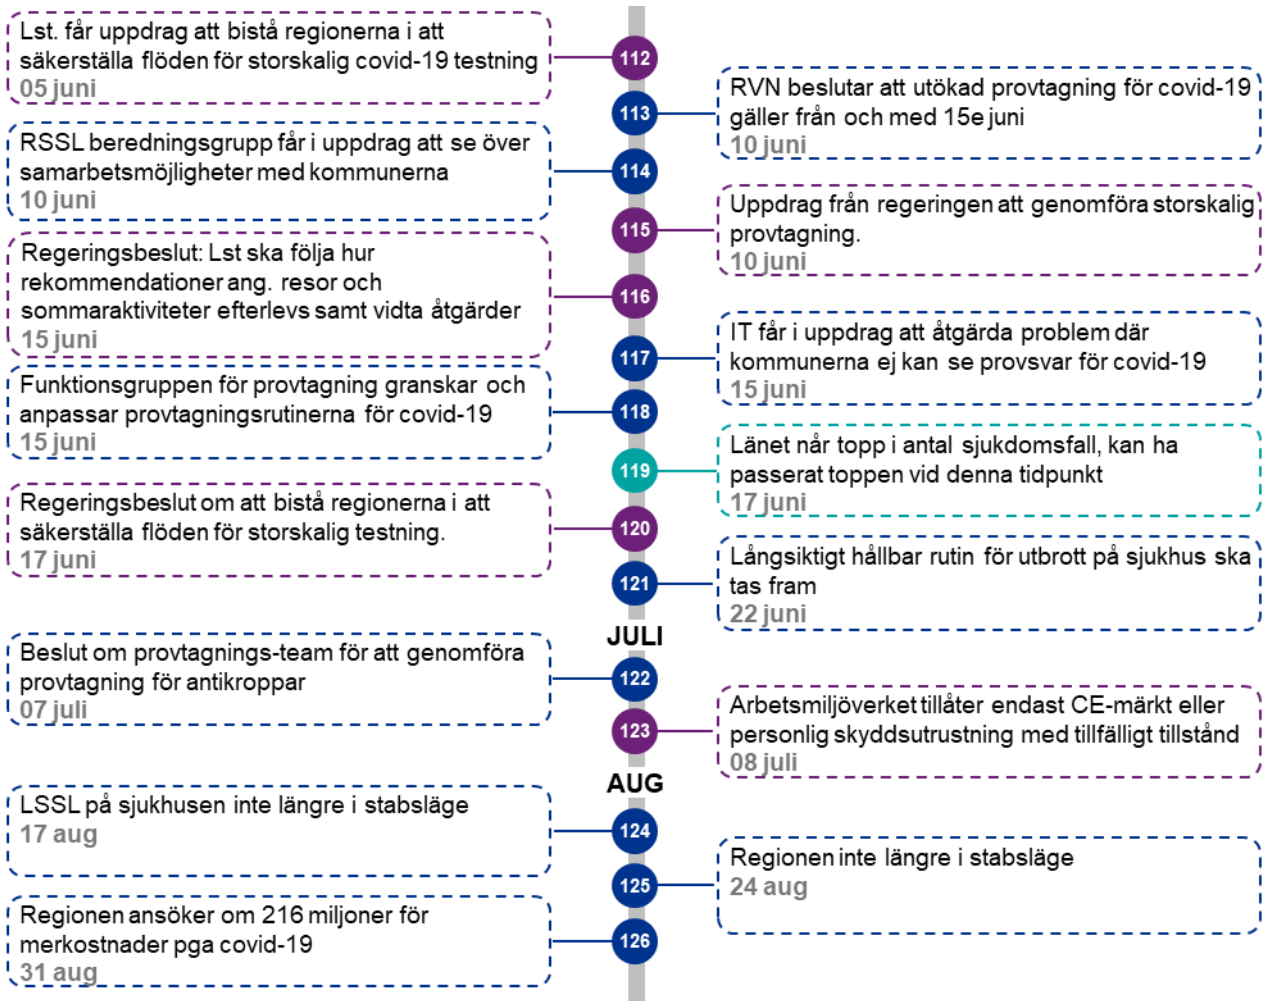 Lst. får uppdrag att bistå regionerna i att
säkerställa flöden för storskalig covid-19 testning
05 juni
112
RVN beslutar att utökad provtagning för covid-19
gäller från och med 15e juni
10 juni
113
RSSL beredningsgrupp får i uppdrag att se över
samarbetsmöjligheter med kommunerna
10 juni
114
Uppdrag från regeringen att genomföra storskalig
provtagning.
10 juni
115
Regeringsbeslut: Lst ska följa hur
rekommendationer ang. resor och
sommaraktiviteter efterlevs samt vidta åtgärder
15 juni
116
IT får i uppdrag att åtgärda problem där
kommunerna ej kan se provsvar för covid-19
15 juni
117
Funktionsgruppen för provtagning granskar och
anpassar provtagningsrutinerna för covid-19
15 juni
118
Länet når topp i antal sjukdomsfall, kan ha
passerat toppen vid denna tidpunkt
17 juni
119
Regeringsbeslut om att bistå regionerna i att
säkerställa flöden för storskalig testning.
17 juni
120
Långsiktigt hållbar rutin för utbrott på sjukhus ska
tas fram
22 juni
121
JULI
Beslut om provtagnings-team för att genomföra
provtagning för antikroppar
07 juli
122
Arbetsmiljöverket tillåter endast CE-märkt eller
personlig skyddsutrustning med tillfälligt tillstånd
08 juli
123
AUG
LSSL på sjukhusen inte längre i stabsläge
17 aug
124
Regionen inte längre i stabsläge
24 aug
125
Regionen ansöker om 216 miljoner för
merkostnader pga covid-19
31 aug
126